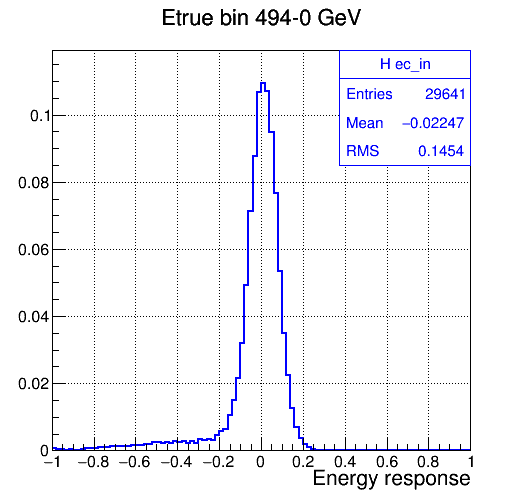 Etrue bin 494-0 GeV
H ec_in
Entries 29641
Mean −0.02247
RMS 0.1454
0.1
0.08
0.06
0.04
0.02
0
−1 −0.8 −0.6 −0.4 −0.2 0 0.2 0.4 0.6 0.8 1
Energy response